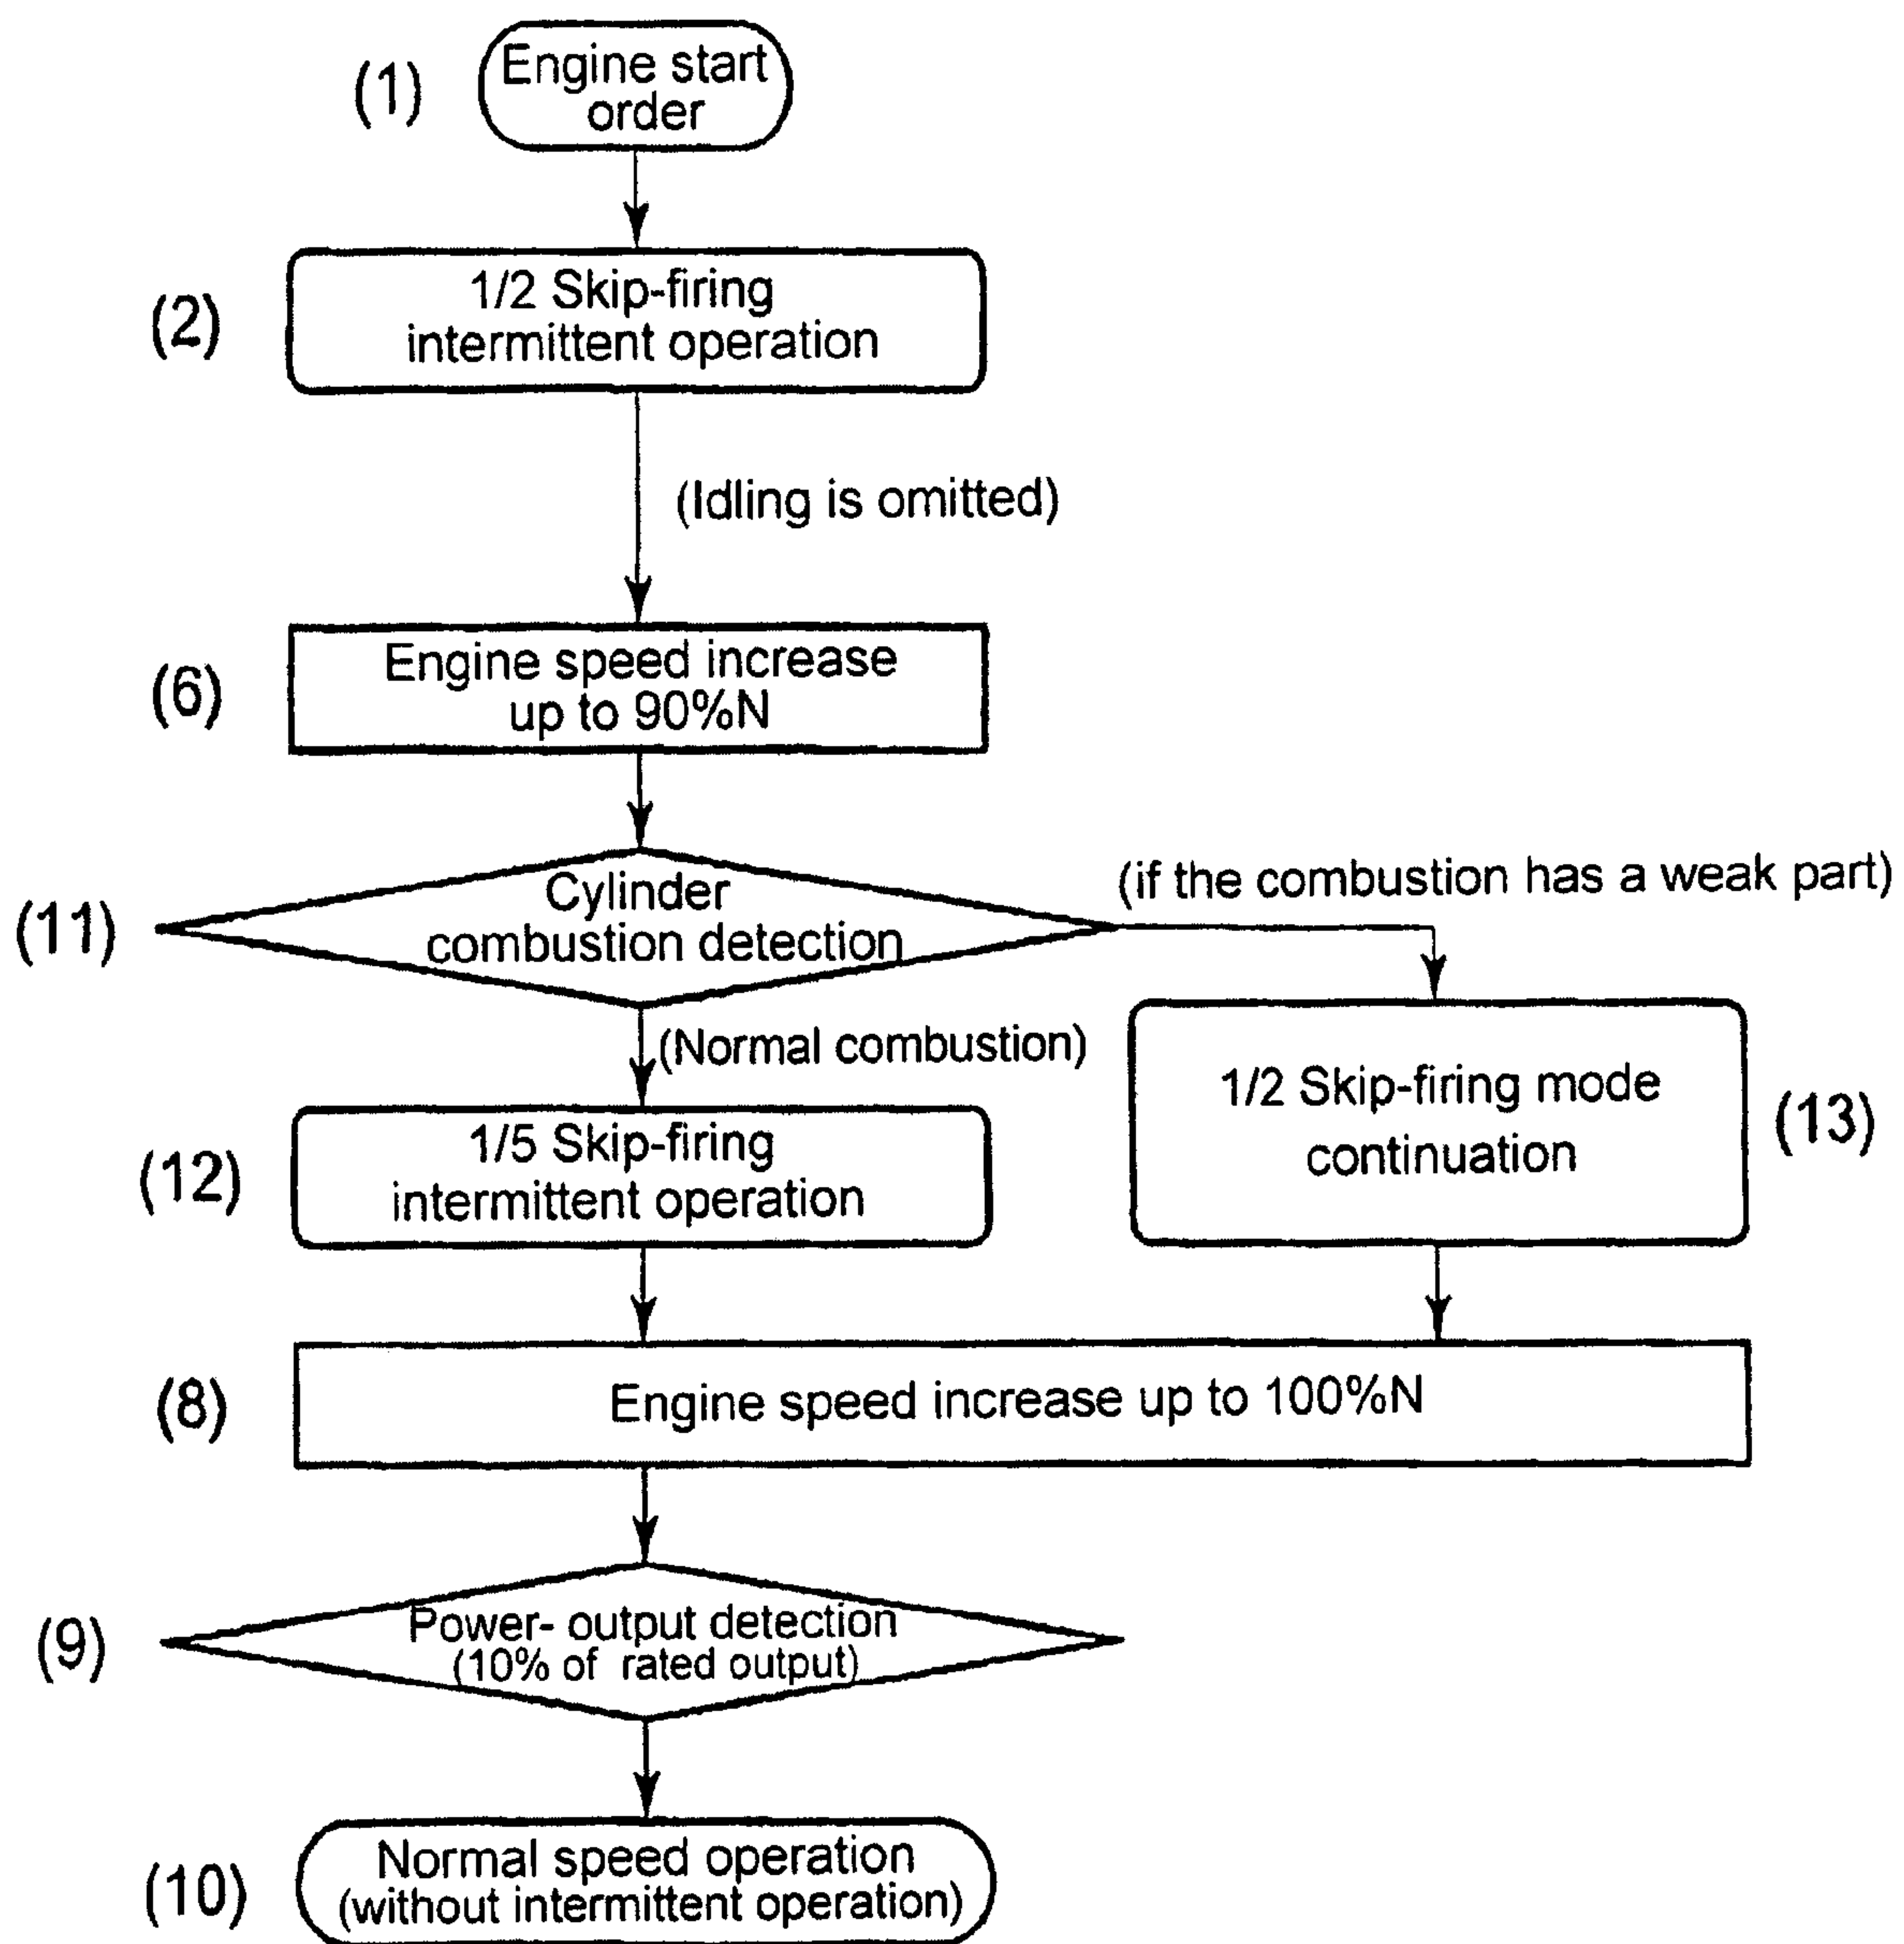 (1)
Engine start
order
(2)
1/2 Skip-firing
intermittent operation
(Idling is omitted)
(6)
Engine speed increase
up to 90%N
(11)
Cylinder
combustion detection
(if the combustion has a weak part)
(Normal combustion)
(12)
1/5 Skip-firing
intermittent operation
1/2 Skip-firing mode
continuation
(13)
(8)
Engine speed increase up to 100%N
(9)
Power- output detection
(10% of rated output)
(10)
Normal speed operation
(without intermittent operation)